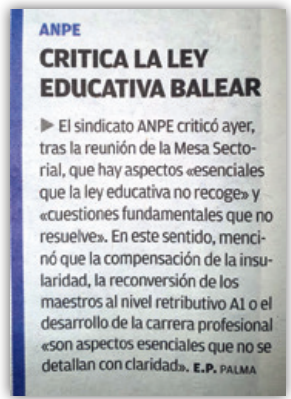 ANPE
CRITICA LA LEY
EDUCATIVA BALEAR
▶ El sindicato ANPE criticó ayer,
tras la reunión de la Mesa Secto-
rial, que hay aspectos «esenciales
que la ley educativa no recoge» y
«cuestiones fundamentales que no
resuelve». En este sentido, menci-
nó que la compensación de la insu-
laridad, la reconversión de los
maestros al nivel retributivo A1 o el
desarrollo de la carrera profesional
«son aspectos esenciales que no se
detallan con claridad». E.P. PALMA